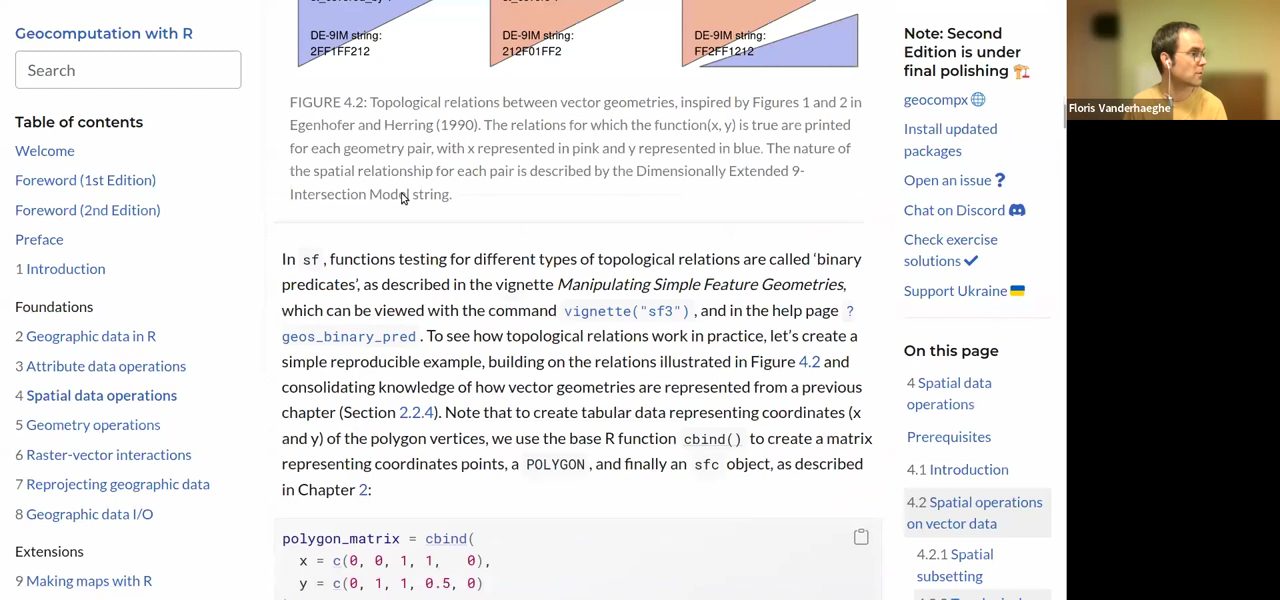 Geocomputation with R
Search
Table of contents
Welcome
Foreword (1st Edition)
Foreword (2nd Edition)
Preface
1 Introduction
Foundations
2 Geographic data in R
3 Attribute data operations
4 Spatial data operations
5 Geometry operations
6 Raster-vector interactions
7 Reprojecting geographic data
8 Geographic data I/O
Extensions
9 Making maps with R
DE-9IM string:
2FF1FF212
DE-9IM string:
212F01FF2
DE-9IM string:
FF2FF1212
FIGURE 4.2: Topological relations between vector geometries, inspired by Figures 1 and 2 in
Egenhofer and Herring (1990). The relations for which the function(x, y) is true are printed
for each geometry pair, with x represented in pink and y represented in blue. The nature of
the spatial relationship for each pair is described by the Dimensionally Extended 9-
Intersection Model string.
In sf, functions testing for different types of topological relations are called ‘binary
predicates’, as described in the vignette Manipulating Simple Feature Geometries,
which can be viewed with the command vignette("sf3"), and in the help page ?
geos_binary_pred. To see how topological relations work in practice, let’s create a
simple reproducible example, building on the relations illustrated in Figure 4.2 and
consolidating knowledge of how vector geometries are represented from a previous
chapter (Section 2.2.4). Note that to create tabular data representing coordinates (x
and y) of the polygon vertices, we use the base R function cbind() to create a matrix
representing coordinates points, a POLYGON, and finally an sfc object, as described
in Chapter 2:
polygon_matrix = cbind(
x = c(0, 0, 1, 1, 0),
y = c(0, 1, 1, 0.5, 0)
Note: Second
Edition is under
final polishing
geocompx
Install updated
packages
Open an issue ?
Chat on Discord
Check exercise
solutions
Support Ukraine
On this page
4 Spatial data
operations
Prerequisites
4.1 Introduction
4.2 Spatial operations
on vector data
4.2.1 Spatial
subsetting
Floris Vanderhaeghe